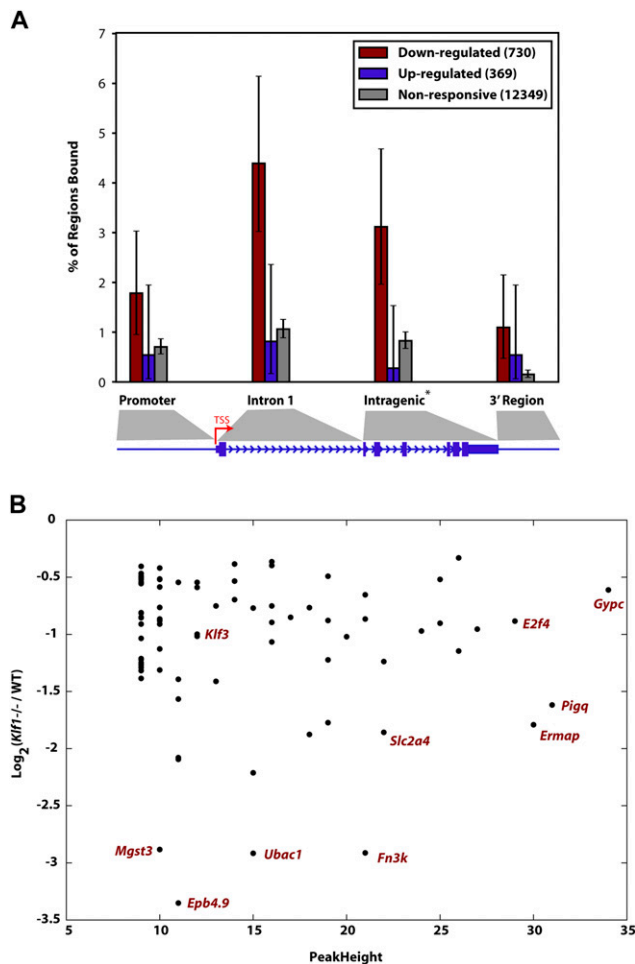 A
7
6
5
4
3
2
1
0
% of Regions Bound
Down-regulated (730)
Up-regulated (369)
Non-responsive (12349)
Promoter Intron 1 Intragenic* 3' Region
TSS
B
0
-0.5
-1
-1.5
-2
-2.5
-3
-3.5
Log2(Klf1-/- / WT)
Gypc
E2f4
Klf3
Pigq
Ermap
Slc2a4
Mgst3
Ubac1
Fn3k
Epb4.9
5 10 15 20 25 30 35
PeakHeight